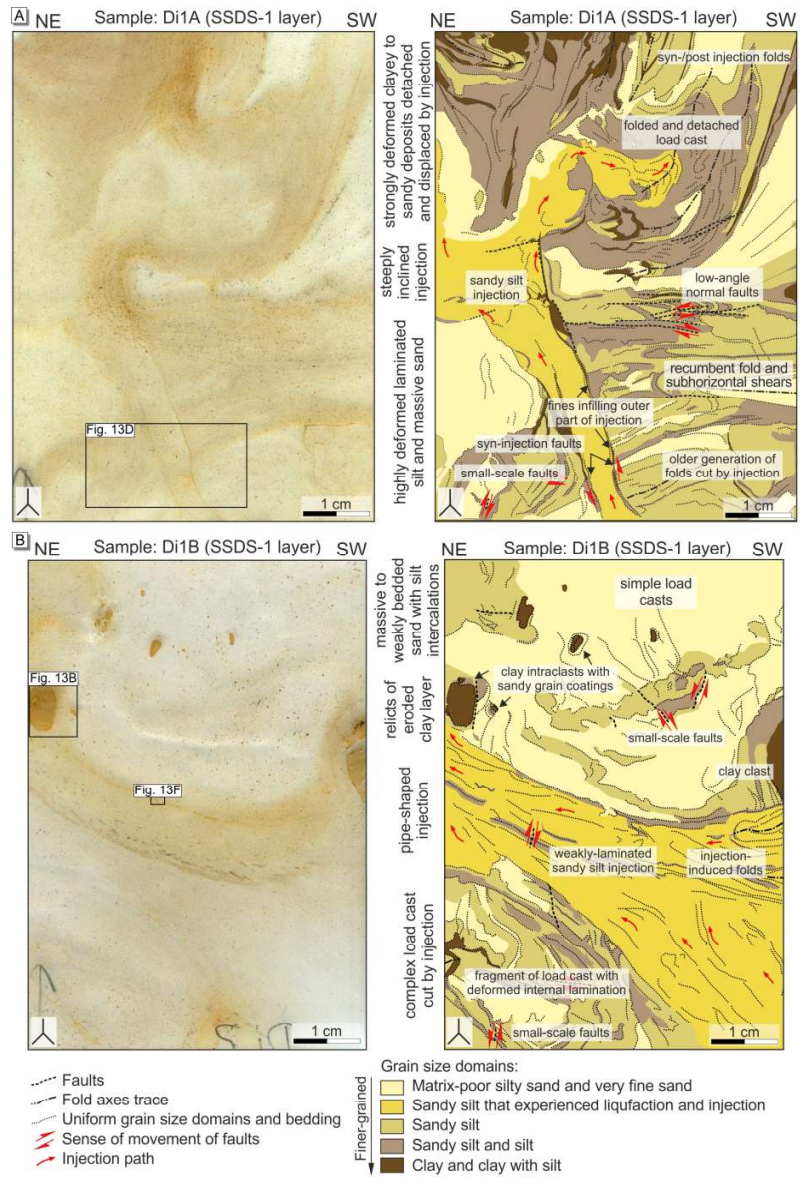 A
NE
Sample: Di1A (SSDS-1 layer)
SW
Fig. 13D
1 cm
strongly deformed clayey to
sandy deposits detached
and displaced by injection
steeply
inclined
injection
highly deformed laminated
silt and massive sand
NE
Sample: Di1A (SSDS-1 layer)
SW
syn-/post injection folds
folded and detached
load cast
sandy silt
injection
low-angle
normal faults
recumbent fold and
subhorizontal shears
fines infilling outer
part of injection
syn-injection faults
small-scale faults
older generation of
folds cut by injection
1 cm
B
NE
Sample: Di1B (SSDS-1 layer)
SW
Fig. 13B
Fig. 13F
1 cm
massive to
weakly bedded
sand with silt
intercalations
relicts of
eroded
clay layer
pipe-shaped
injection
complex load cast
cut by injection
NE
Sample: Di1B (SSDS-1 layer)
SW
simple load
casts
clay intraclasts with
sandy grain coatings
small-scale faults
clay clast
weakly-laminated
sandy silt injection
injection-
induced folds
fragment of load cast with
deformed internal lamination
small-scale faults
1 cm
Faults
Fold axes trace
Uniform grain size domains and bedding
Sense of movement of faults
Injection path
Finer-grained
Grain size domains:
Matrix-poor silty sand and very fine sand
Sandy silt that experienced liqufaction and injection
Sandy silt
Sandy silt and silt
Clay and clay with silt